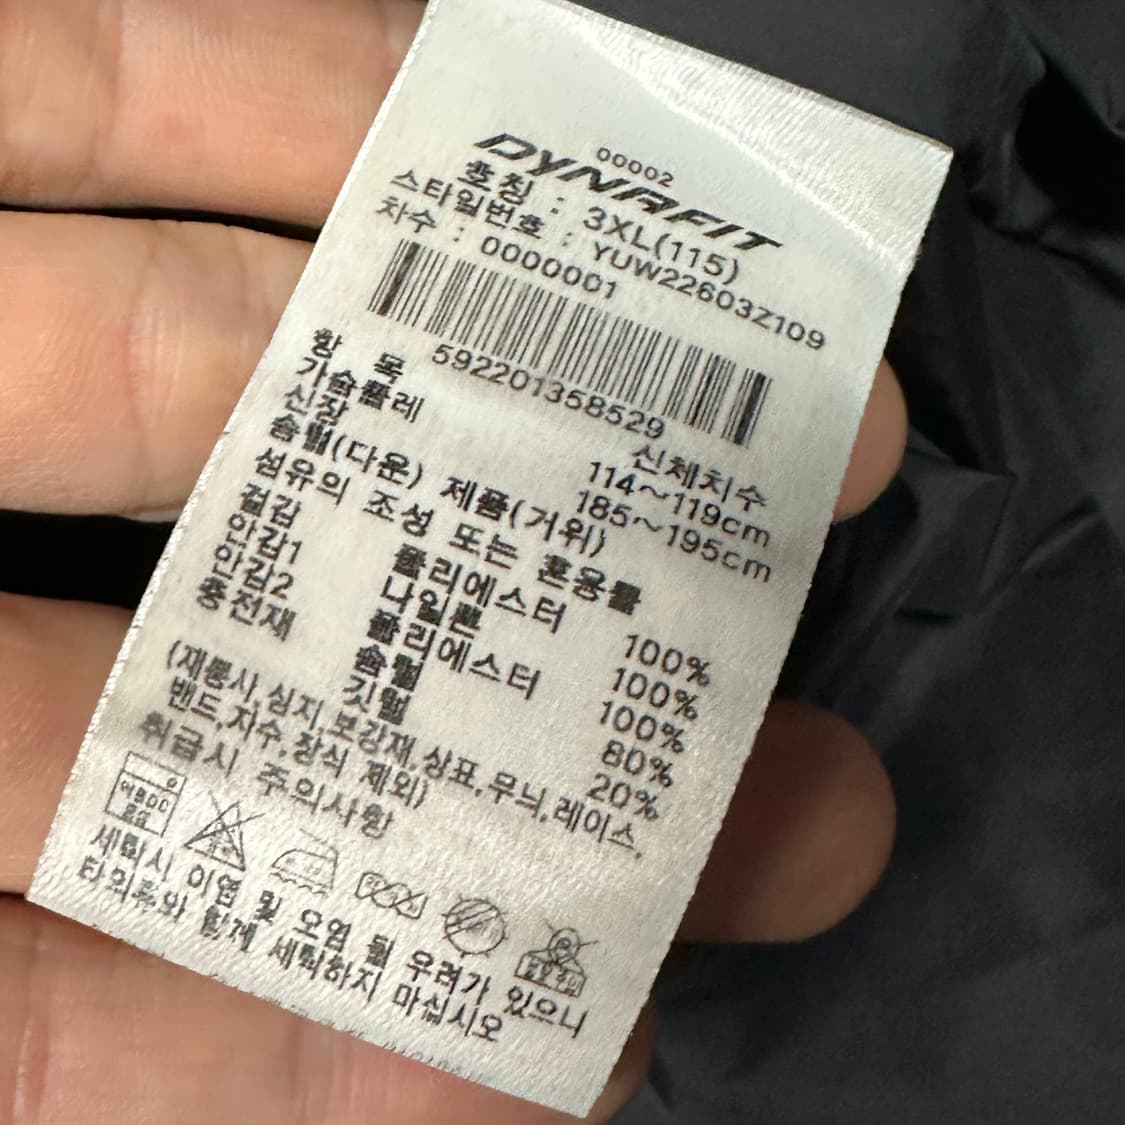 00002
DYNAFIT
호칭 : 3XL(115)
스타일번호 : YUW22603Z109
차수 : 0000001
592201358529
항 목 신체치수
가슴둘레 114~119cm
신장 185~195cm
솜털(다운) 제품(거위)
섬유의 조성 또는 혼용률
겉감 폴리에스터 100%
안감1 나일론 100%
안감2 폴리에스터 100%
충전재 솜털 80%
깃털 20%
(재봉사,심지,보강재,상표,무늬,레이스,
밴드,자수,장식 제외)
취급시 주의사항
세탁시 이염 및 오염 될 우려가 있으니
타의류와 함께 세탁하지 마십시오